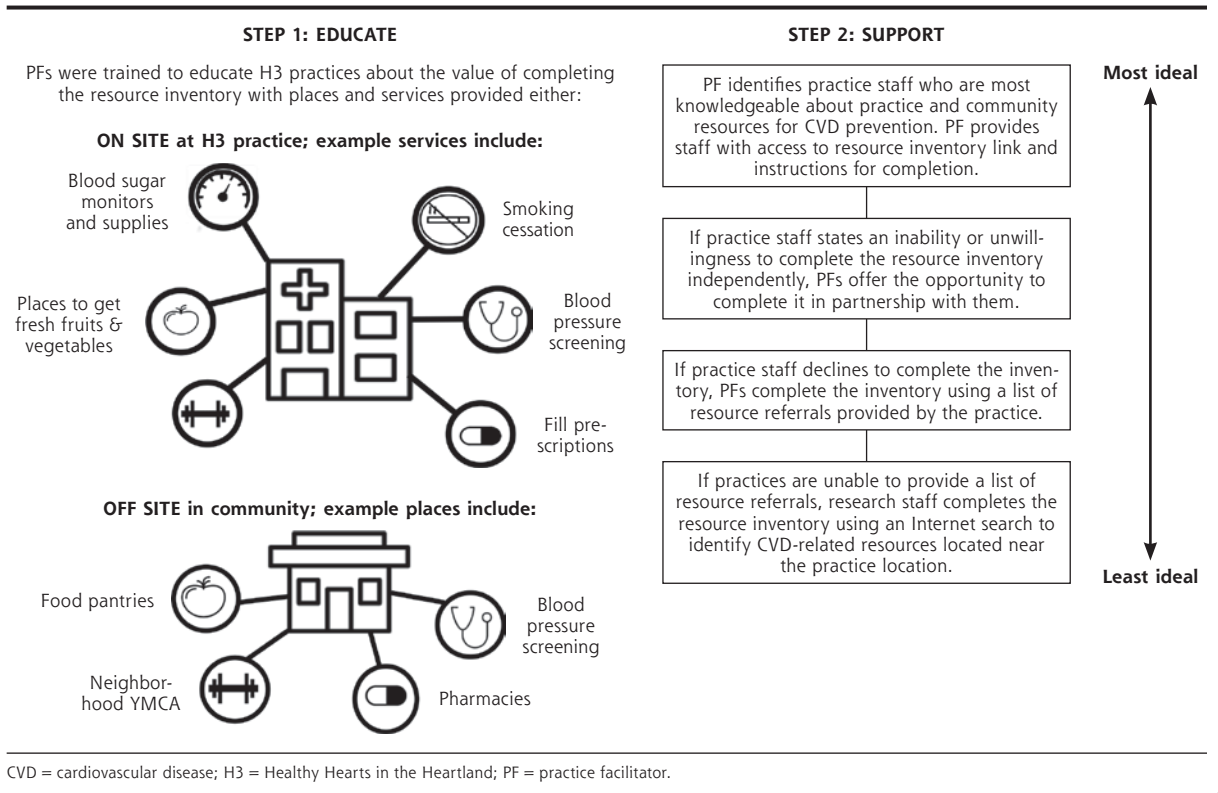 STEP 1: EDUCATE
PFs were trained to educate H3 practices about the value of completing
the resource inventory with places and services provided either:
ON SITE at H3 practice; example services include:
Blood sugar
monitors
and supplies
Smoking
cessation
Places to get
fresh fruits &
vegetables
Blood
pressure
screening
Fill pre-
scriptions
OFF SITE in community; example places include:
Food pantries
Blood
pressure
screening
Neighbor-
hood YMCA
Pharmacies
STEP 2: SUPPORT
PF identifies practice staff who are most
knowledgeable about practice and community
resources for CVD prevention. PF provides
staff with access to resource inventory link and
instructions for completion.
If practice staff states an inability or unwill-
ingness to complete the resource inventory
independently, PFs offer the opportunity to
complete it in partnership with them.
If practice staff declines to complete the inven-
tory, PFs complete the inventory using a list of
resource referrals provided by the practice.
If practices are unable to provide a list of
resource referrals, research staff completes the
resource inventory using an Internet search to
identify CVD-related resources located near
the practice location.
Most ideal
Least ideal
CVD = cardiovascular disease; H3 = Healthy Hearts in the Heartland; PF = practice facilitator.